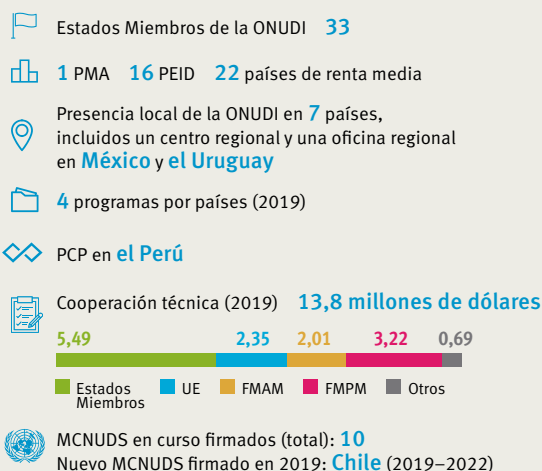 Estados Miembros de la ONUDI 33
1 PMA 16 PEID 22 países de renta media
Presencia local de la ONUDI en 7 países,
incluidos un centro regional y una oficina regional
en México y el Uruguay
4 programas por países (2019)
PCP en el Perú
Cooperación técnica (2019) 13,8 millones de dólares
5,49 2,35 2,01 3,22 0,69
Estados Miembros UE FMAM FMPM Otros
MCNUDS en curso firmados (total): 10
Nuevo MCNUDS firmado en 2019: Chile (2019–2022)